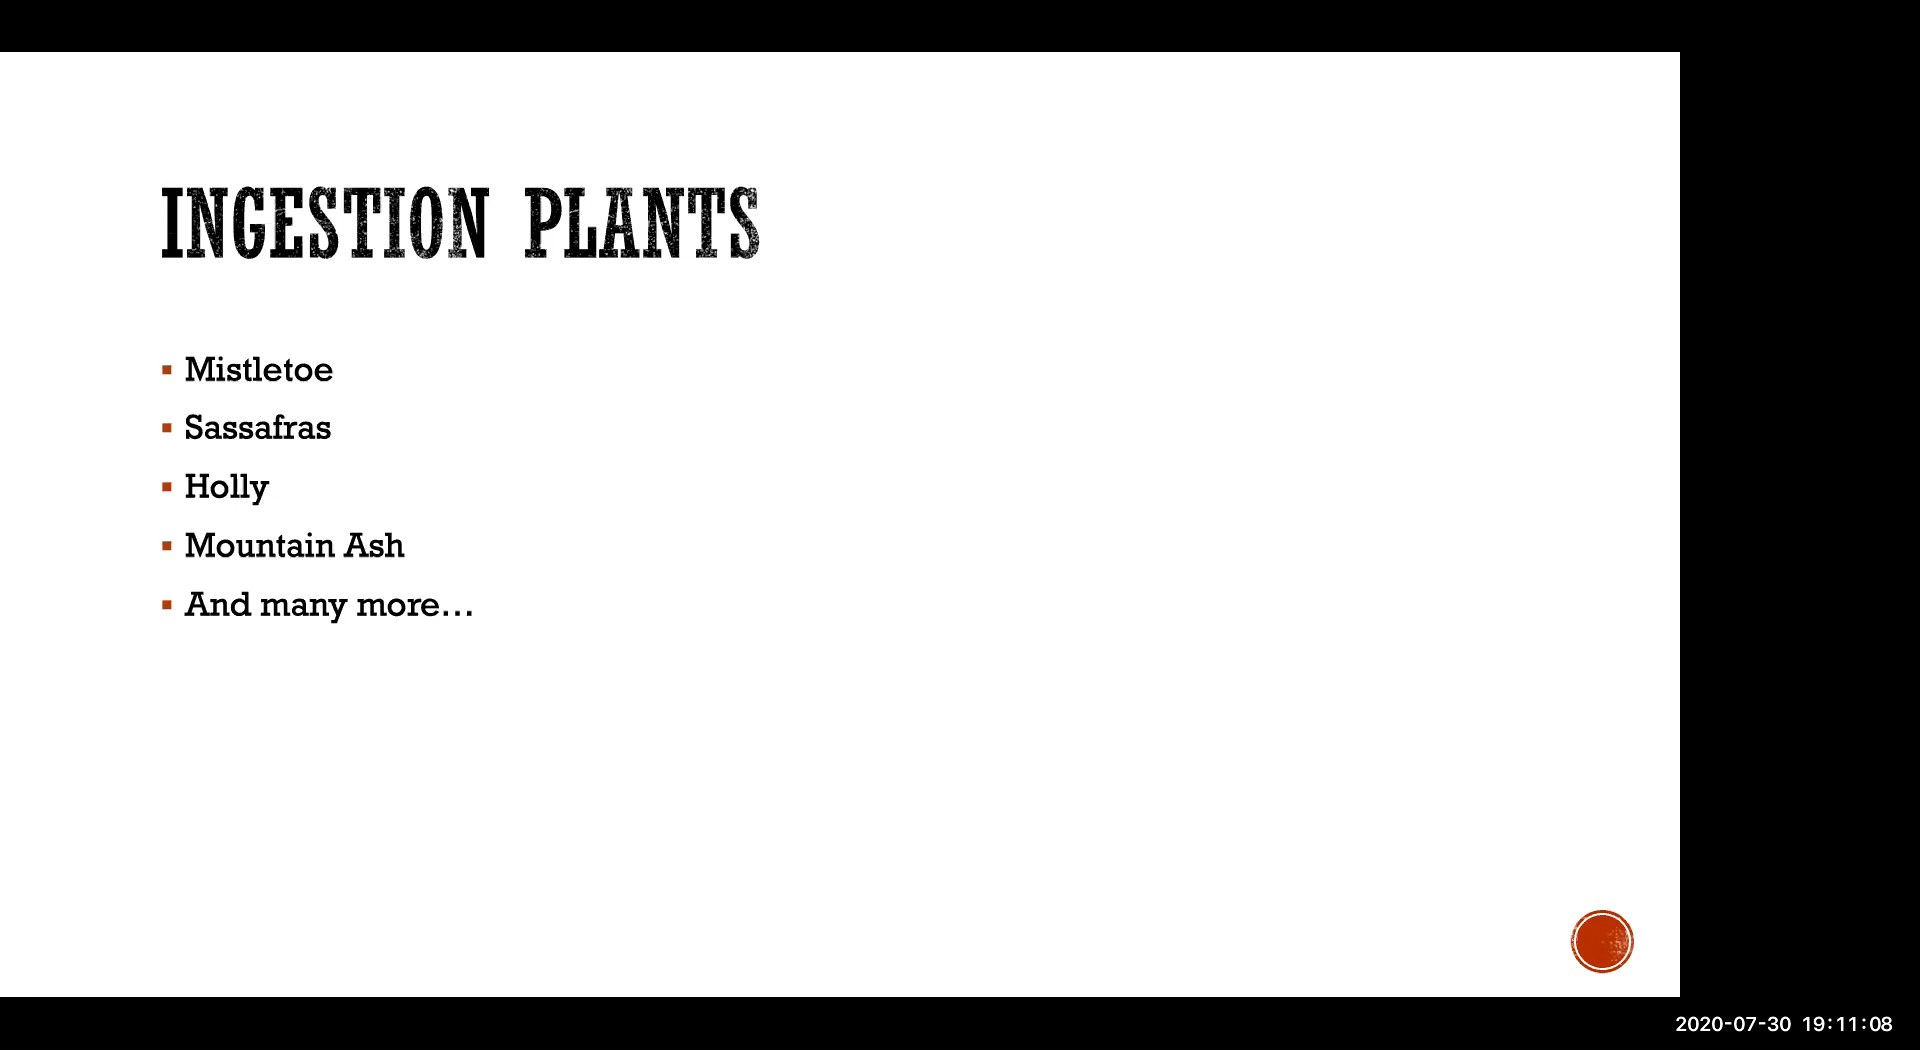 INGESTION PLANTS
Mistletoe
Sassafras
Holly
Mountain Ash
And many more…
2020-07-30 19:11:08